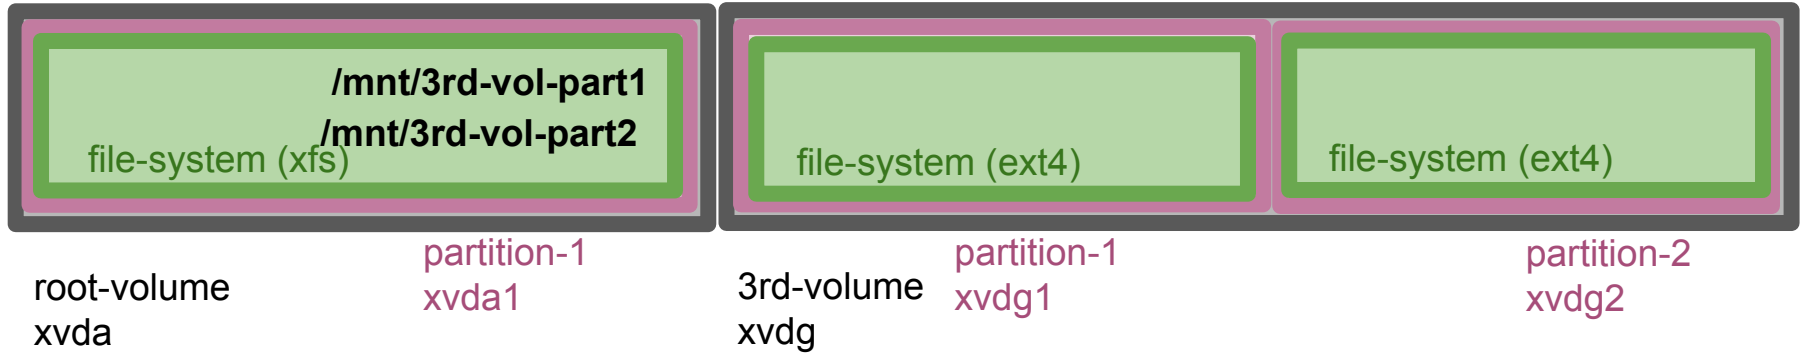 /mnt/3rd-vol-part1
/mnt/3rd-vol-part2
file-system (xfs)
file-system (ext4)
file-system (ext4)
partition-1
xvda1
root-volume
xvda
partition-1
xvdg1
3rd-volume
xvdg
partition-2
xvdg2